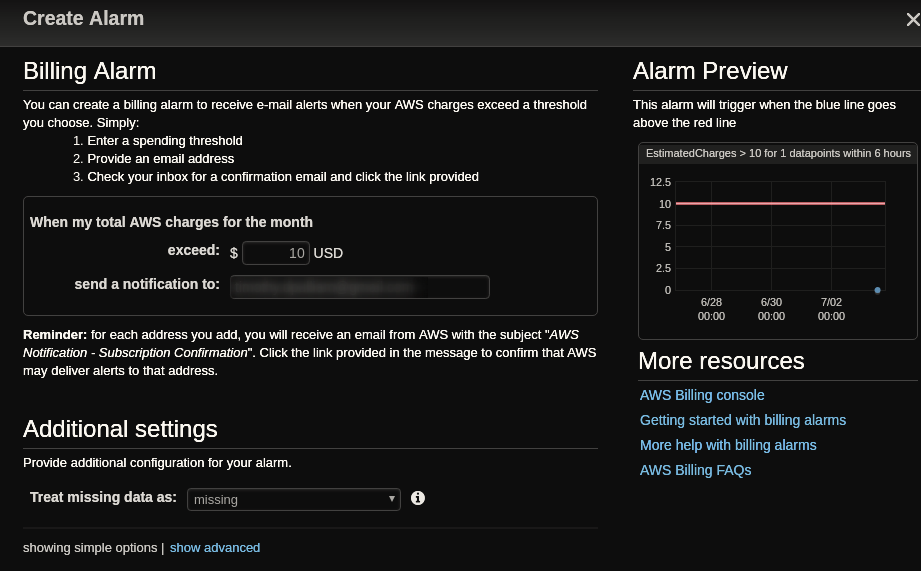 Create Alarm
Billing Alarm
You can create a billing alarm to receive e-mail alerts when your AWS charges exceed a threshold
you choose. Simply:
1. Enter a spending threshold
2. Provide an email address
3. Check your inbox for a confirmation email and click the link provided
When my total AWS charges for the month
exceed: $ 10 USD
send a notification to:
Reminder: for each address you add, you will receive an email from AWS with the subject "AWS
Notification - Subscription Confirmation". Click the link provided in the message to confirm that AWS
may deliver alerts to that address.
Additional settings
Provide additional configuration for your alarm.
Treat missing data as: missing
showing simple options | show advanced
Alarm Preview
This alarm will trigger when the blue line goes
above the red line
EstimatedCharges > 10 for 1 datapoints within 6 hours
12.5
10
7.5
5
2.5
0
6/28 6/30 7/02
00:00 00:00 00:00
More resources
AWS Billing console
Getting started with billing alarms
More help with billing alarms
AWS Billing FAQs